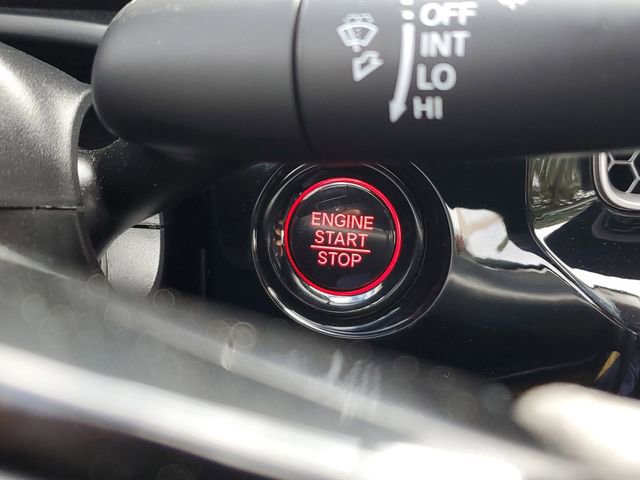 OFF
INT
LO
HI
ENGINE
START
STOP